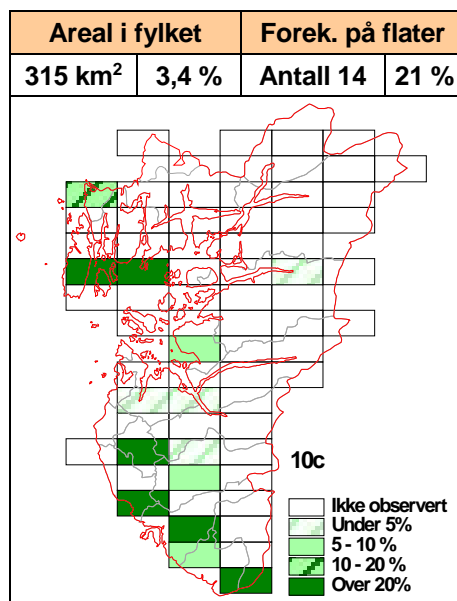 Areal i fylket Forek. på flater
315 km² 3,4 % Antall 14 21 %
10c
Ikke observert
Under 5%
5 - 10 %
10 - 20 %
Over 20%